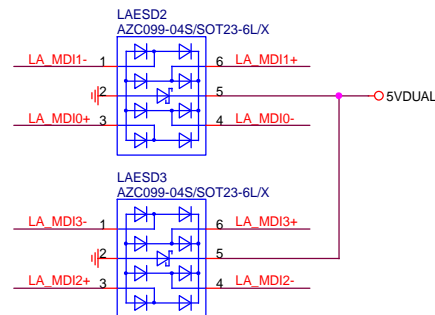 LAESD2
AZC099-04S/SOT23-6L/X
LA_MDI1- 1 6 LA_MDI1+
2 5 5VDUAL
LA_MDI0+ 3 4 LA_MDI0-
LAESD3
AZC099-04S/SOT23-6L/X
LA_MDI3- 1 6 LA_MDI3+
2 5
LA_MDI2+ 3 4 LA_MDI2-